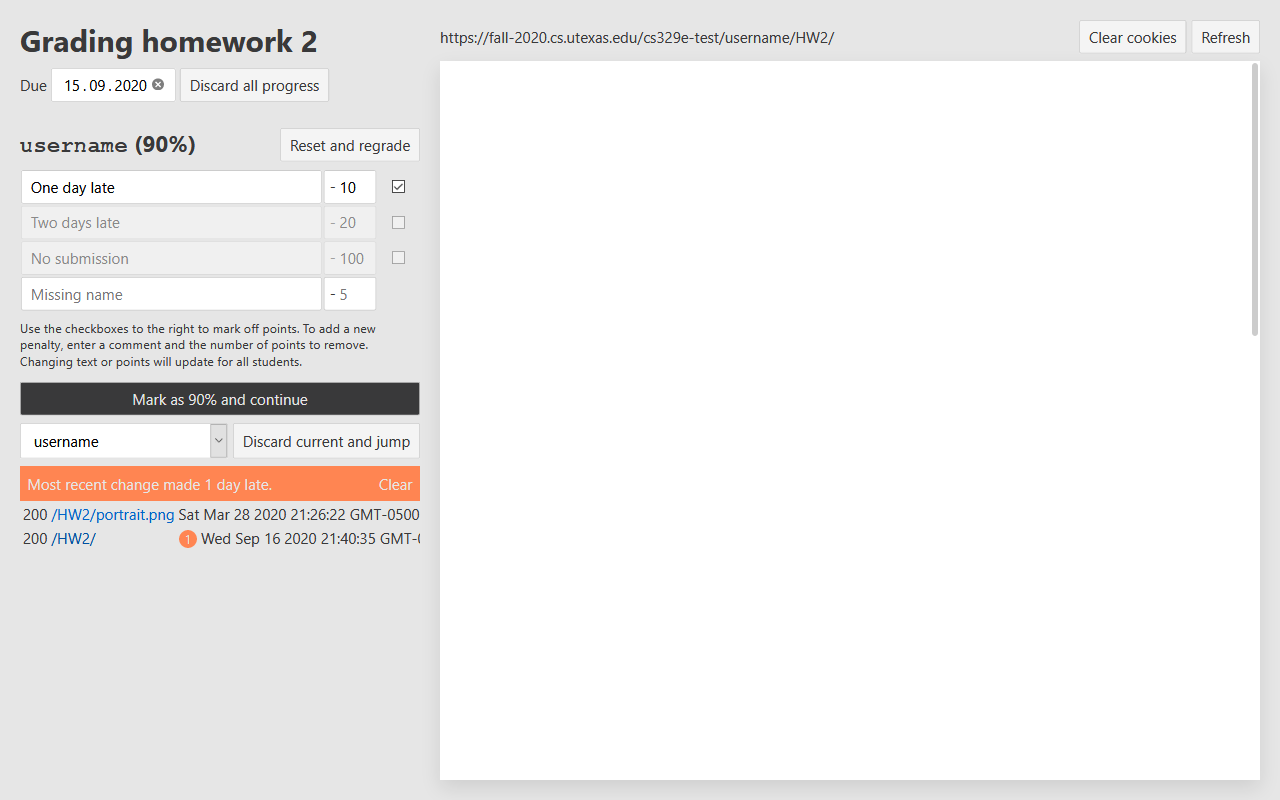 Grading homework 2
Due 15.09.2020 Discard all progress
username (90%) Reset and regrade
One day late - 10
Two days late - 20
No submission - 100
Missing name - 5
Use the checkboxes to the right to mark off points. To add a new
penalty, enter a comment and the number of points to remove.
Changing text or points will update for all students.
Mark as 90% and continue
username Discard current and jump
Most recent change made 1 day late. Clear
200 /HW2/portrait.png Sat Mar 28 2020 21:26:22 GMT-0500
200 /HW2/ 1 Wed Sep 16 2020 21:40:35 GMT-
https://fall-2020.cs.utexas.edu/cs329e-test/username/HW2/ Clear cookies Refresh